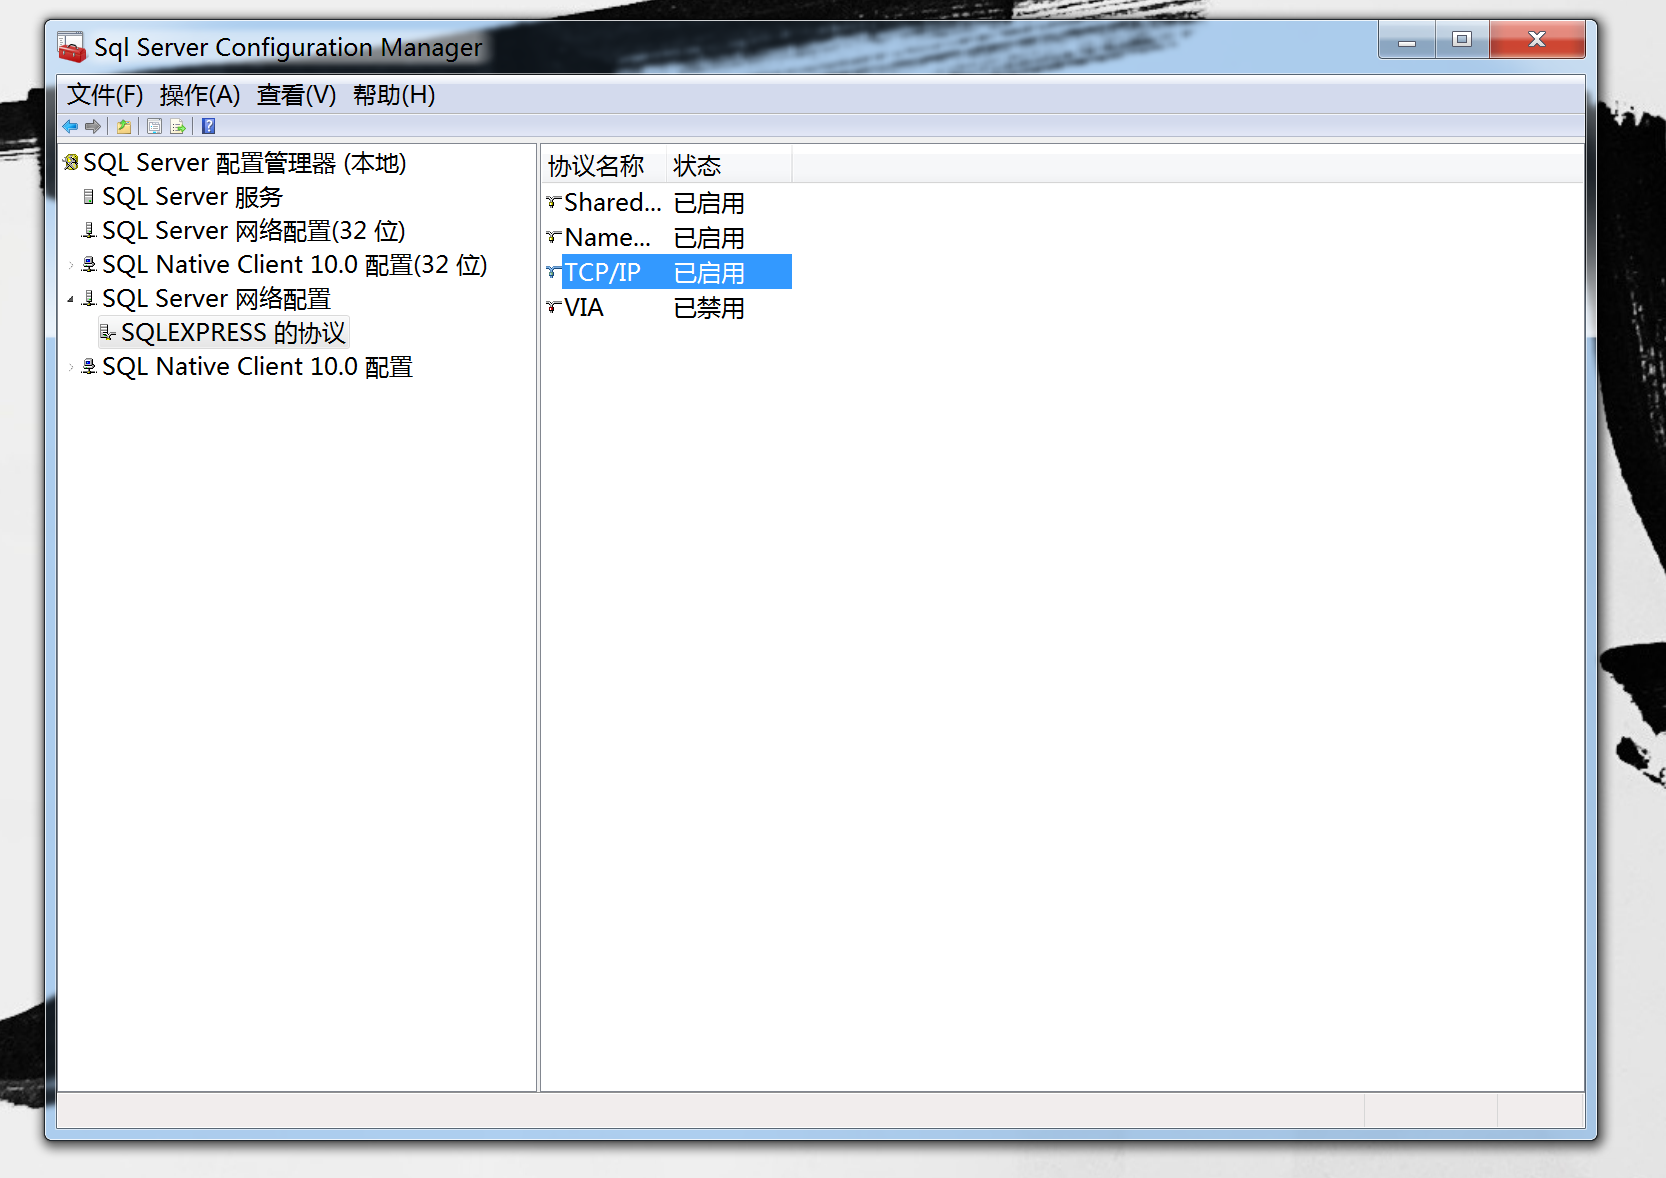 Sql Server Configuration Manager
文件(F) 操作(A) 查看(V) 帮助(H)
SQL Server 配置管理器 (本地)
SQL Server 服务
SQL Server 网络配置(32 位)
SQL Native Client 10.0 配置(32 位)
SQL Server 网络配置
SQLEXPRESS 的协议
SQL Native Client 10.0 配置
协议名称 状态
Shared... 已启用
Name... 已启用
TCP/IP 已启用
VIA 已禁用